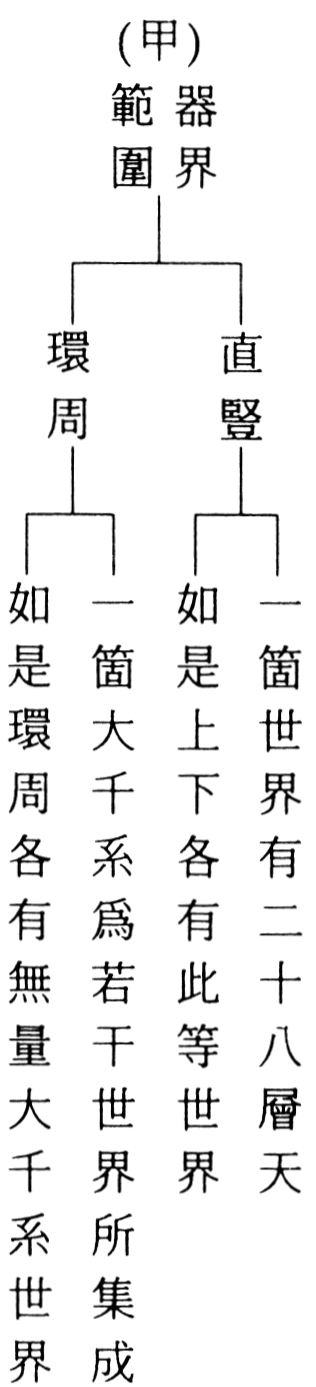 (甲)
器界
範圍
直豎
一箇世界有二十八層天
如是上下各有此等世界
環周
一箇大千系爲若干世界所集成
如是環周各有無量大千系世界